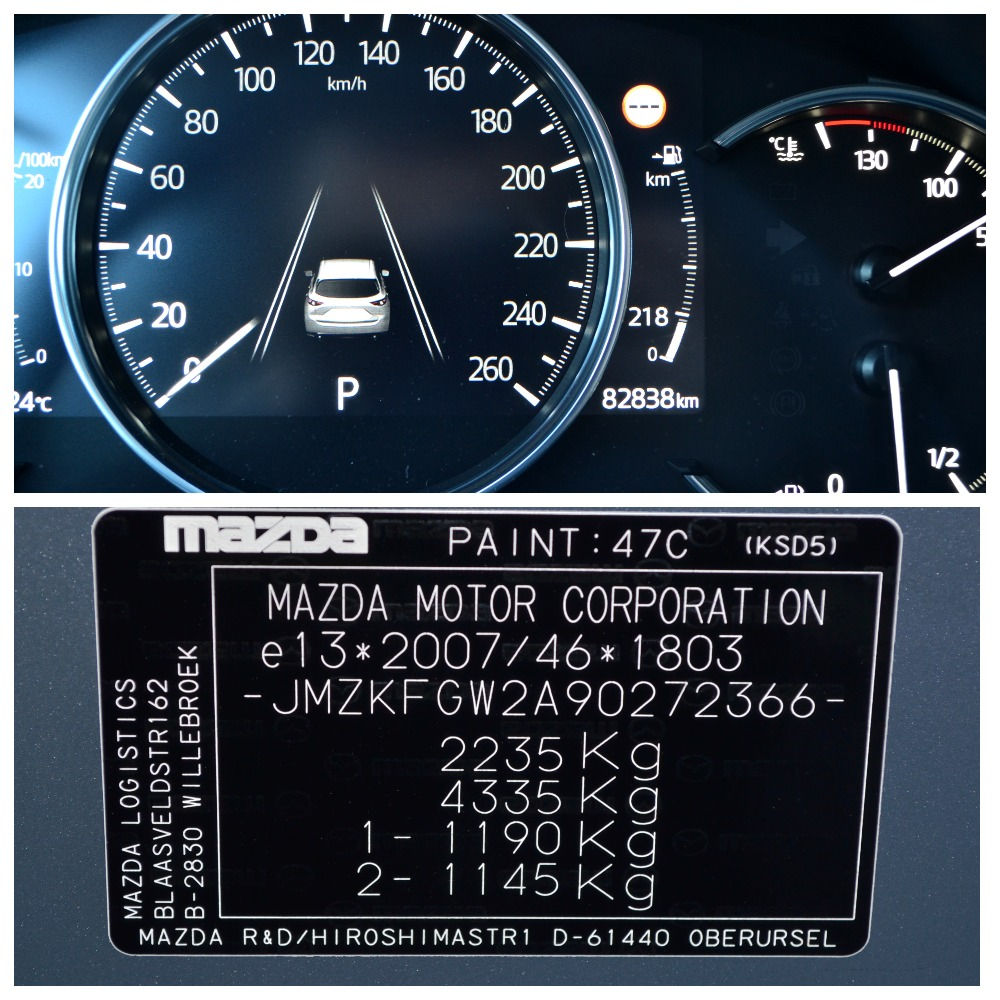 120 140
km/h
100 160
80 180
60 200
40 220
20 240
0 260
P
L/100km
20
10
0
24°C
---
km
218
0
82838km
°C
130
100
5
0
1/2
mazda PAINT:47C (KSD5)
MAZDA MOTOR CORPORATION
e13*2007/46*1803
-JMZKFGW2A90272366-
2235Kg
4335Kg
1- 1190Kg
2- 1145Kg
MAZDA LOGISTICS
BLAASVELDSTR162
B-2830 WILLEBROEK
MAZDA R&D/HIROSHIMASTR1 D-61440 OBERURSEL